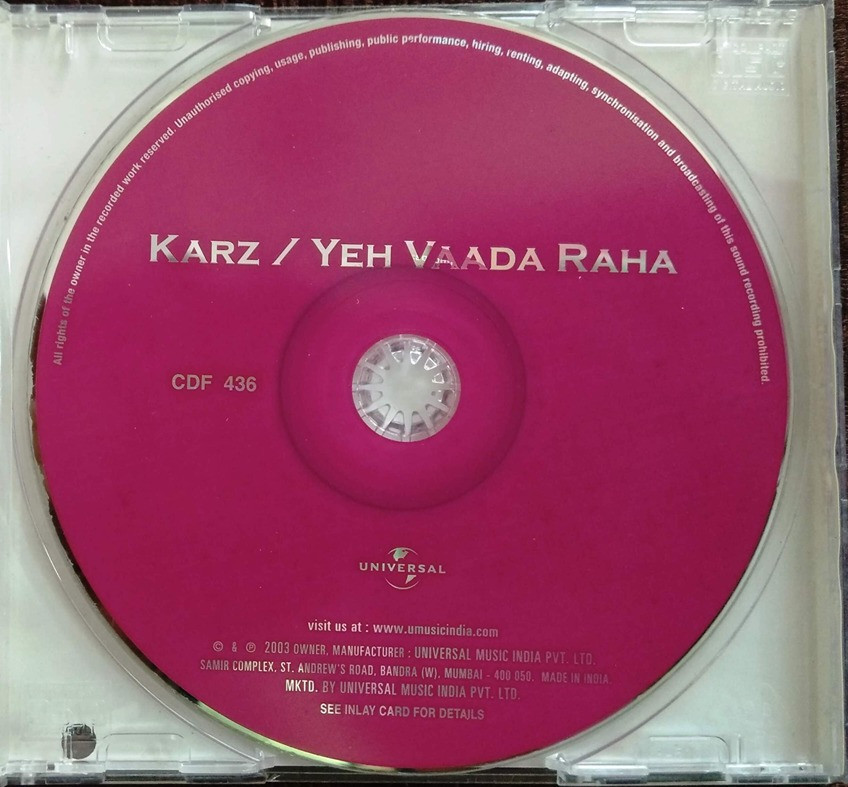 All rights of the owner in the recorded work reserved. Unauthorised copying, usage, publishing, public performance, hiring, renting, adapting, synchronisation and broadcasting of this sound recording prohibited.
KARZ / YEH VAADA RAHA
CDF 436
UNIVERSAL
visit us at : www.umusicindia.com
© & ℗ 2003 OWNER, MANUFACTURER : UNIVERSAL MUSIC INDIA PVT. LTD.
SAMIR COMPLEX, ST. ANDREW'S ROAD, BANDRA (W). MUMBAI - 400 050. MADE IN INDIA.
MKTD. BY UNIVERSAL MUSIC INDIA PVT. LTD.
SEE INLAY CARD FOR DETAILS